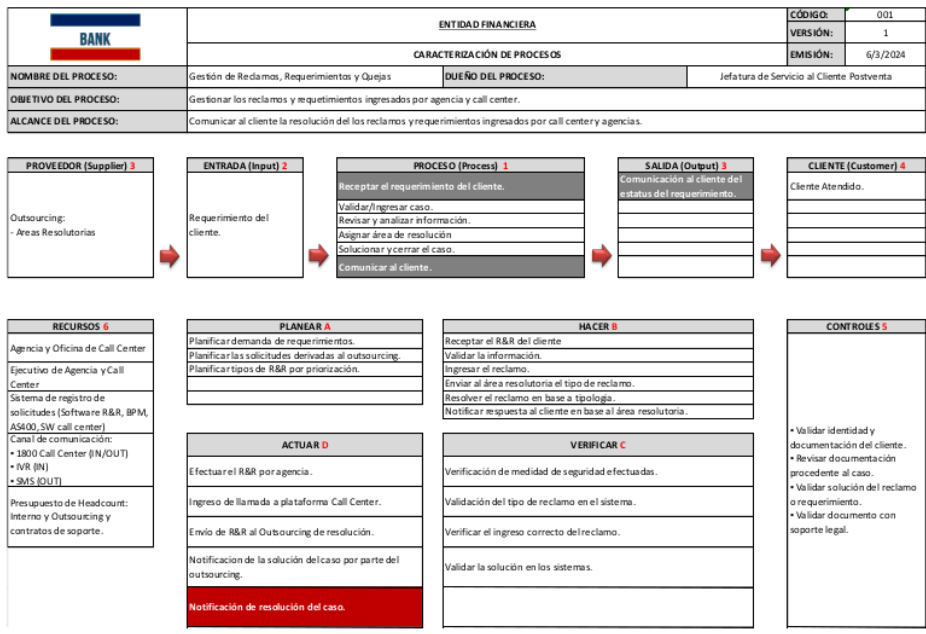 BANK
ENTIDAD FINANCIERA
CARACTERIZACIÓN DE PROCESOS
CÓDIGO: 001
VERSIÓN: 1
EMISIÓN: 6/3/2024
NOMBRE DEL PROCESO: Gestión de Reclamos, Requerimientos y Quejas DUEÑO DEL PROCESO: Jefatura de Servicio al Cliente Postventa
OBJETIVO DEL PROCESO: Gestionar los reclamos y requetimientos ingresados por agencia y call center.
ALCANCE DEL PROCESO: Comunicar al cliente la resolución del los reclamos y requerimientos ingresados por call center y agencias.
PROVEEDOR (Supplier) 3
Outsourcing:
- Areas Resolutorias
ENTRADA (Input) 2
Requerimiento del
cliente.
PROCESO (Process) 1
Receptar el requerimiento del cliente.
Validar/Ingresar caso.
Revisar y analizar información.
Asignar área de resolución
Solucionar y cerrar el caso.
Comunicar al cliente.
SALIDA (Output) 3
Comunicación al cliente del
estatus del requerimiento.
CLIENTE (Customer) 4
Cliente Atendido.
RECURSOS 6
Agencia y Oficina de Call Center
Ejecutivo de Agencia y Call
Center
Sistema de registro de
solicitudes (Software R&R, BPM,
AS400, SW call center)
Canal de comunicación:
• 1800 Call Center (IN/OUT)
• IVR (IN)
• SMS (OUT)
Presupuesto de Headcount:
Interno y Outsourcing y
contratos de soporte.
PLANEAR A
Planificar demanda de requerimientos.
Planificar las solicitudes derivadas al outsourcing.
Planificar tipos de R&R por priorización.
HACER B
Receptar el R&R del cliente
Validar la información.
Ingresar el reclamo.
Enviar al área resolutoria el tipo de reclamo.
Resolver el reclamo en base a tipologia.
Notificar respuesta al cliente en base al área resolutoria.
ACTUAR D
Efectuar el R&R por agencia.
Ingreso de llamada a plataforma Call Center.
Envío de R&R al Outsourcing de resolución.
Notificacion de la solución del caso por parte del
outsourcing.
Notificación de resolución del caso.
VERIFICAR C
Verificación de medidad de seguridad efectuadas.
Validación del tipo de reclamo en el sistema.
Verificar el ingreso correcto del reclamo.
Validar la solución en los sistemas.
CONTROLES 5
• Validar identidad y
documentación del cliente.
• Revisar documentación
procedente al caso.
• Validar solución del reclamo
o requerimiento.
• Validar documento con
soporte legal.